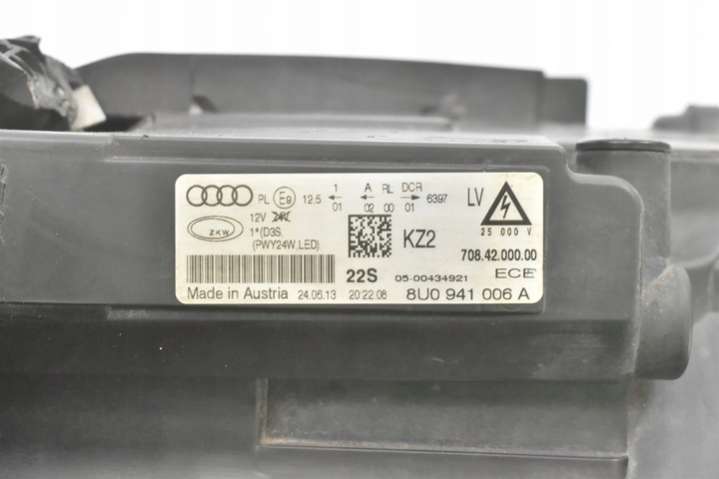 PL E9 12,5 1 01 A 02 RL 00 DCR 01 6397 LV
ZKW 12V
1*(D3S,
(PWY24W,LED)
KZ2
25 000 V
708.42.000.00
22S 05-00434921 ECE
Made in Austria 24.06.13 20:22:08 8U0 941 006 A